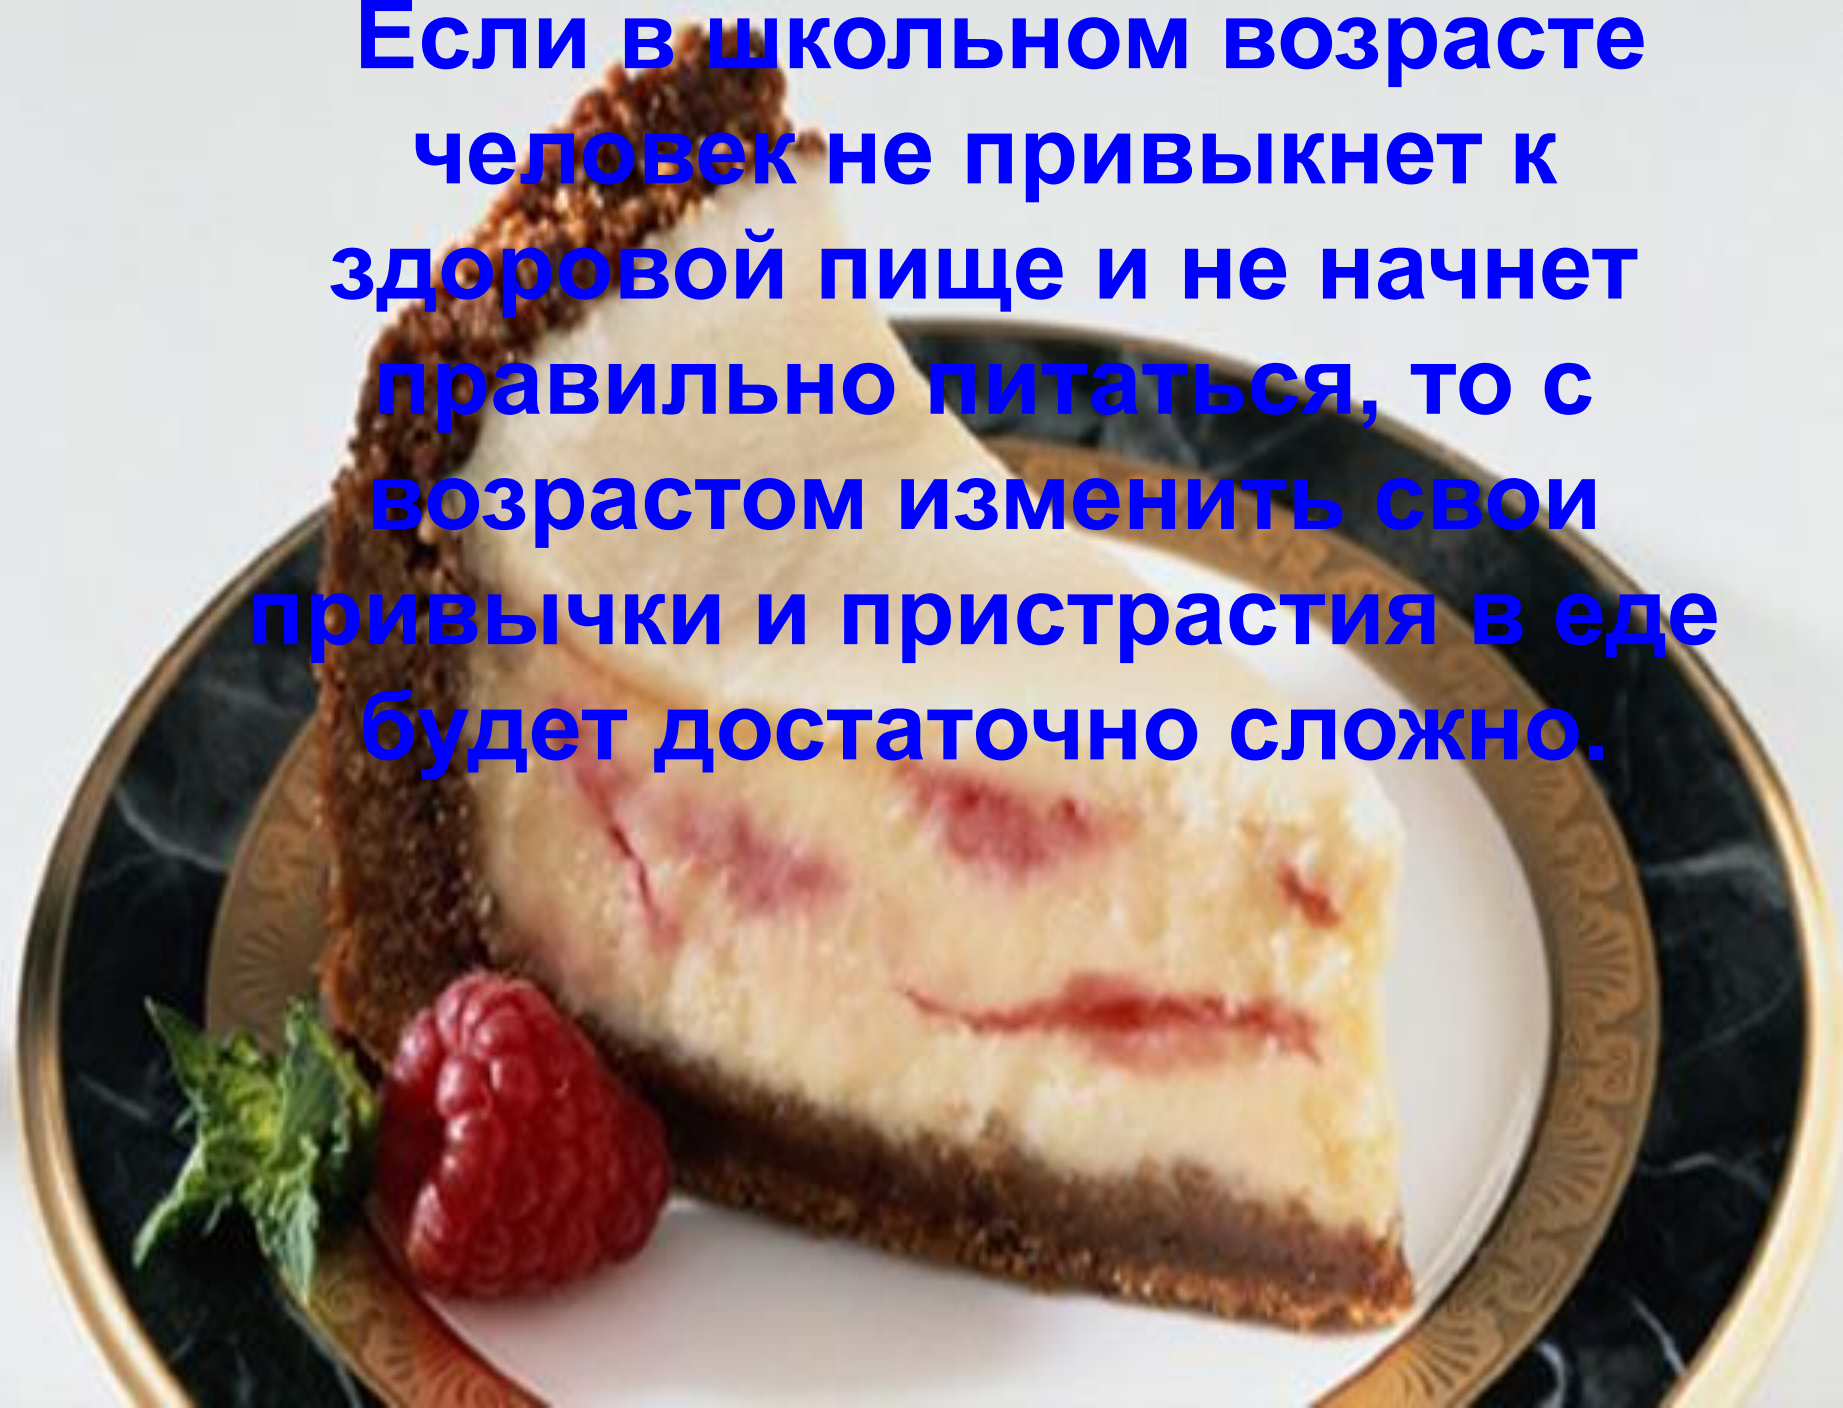 Если в школьном возрасте
человек не привыкнет к
здоровой пище и не начнет
правильно питаться, то с
возрастом изменить свои
привычки и пристрастия в еде
будет достаточно сложно.